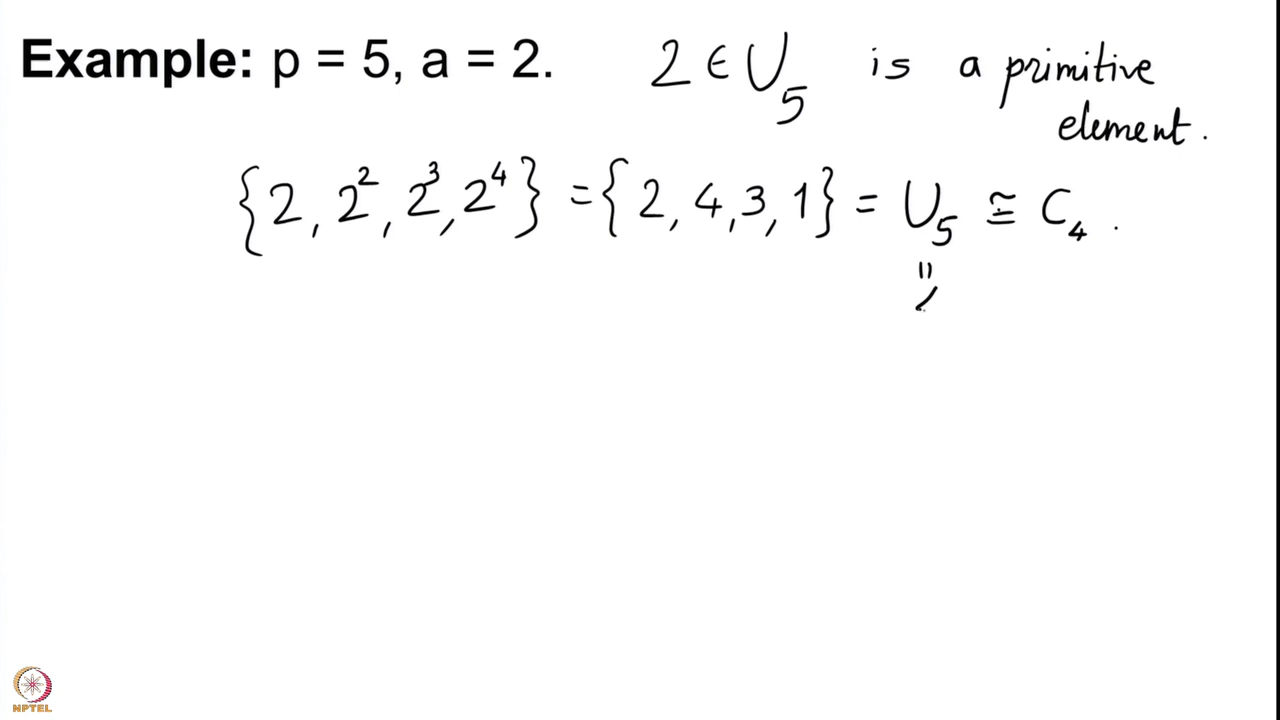 Example: p = 5, a = 2. 2 ∈ U₅ is a primitive
element.
{2, 2², 2³, 2⁴} = {2, 4, 3, 1} = U₅ ≅ C₄.
NPTEL